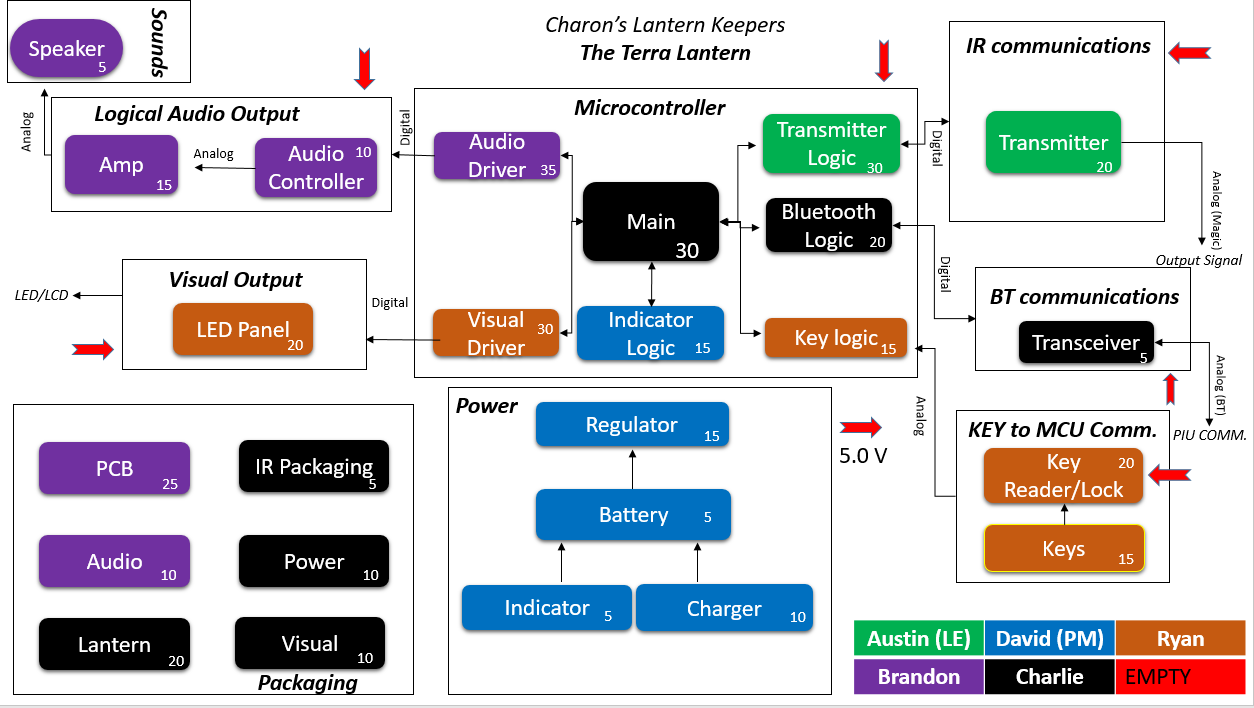 Charon's Lantern Keepers
The Terra Lantern
Sounds
Speaker
5
Analog
Logical Audio Output
Amp
15
Analog
Audio
Controller
10
Digital
Microcontroller
Audio
Driver
35
Transmitter
Logic
30
Main
30
Bluetooth
Logic
20
Visual
Driver
30
Indicator
Logic
15
Key logic
15
Digital
IR communications
Transmitter
20
Analog (Magic)
Output Signal
Visual Output
LED Panel
20
LED/LCD
Digital
Digital
BT communications
Transceiver
5
Analog (BT)
PIU COMM.
Analog
KEY to MCU Comm.
Key
Reader/Lock
20
Keys
15
Power
Regulator
15
Battery
5
Indicator
5
Charger
10
5.0 V
PCB
25
IR Packaging
5
Audio
10
Power
10
Lantern
20
Visual
10
Packaging
Austin (LE)
David (PM)
Ryan
Brandon
Charlie
EMPTY